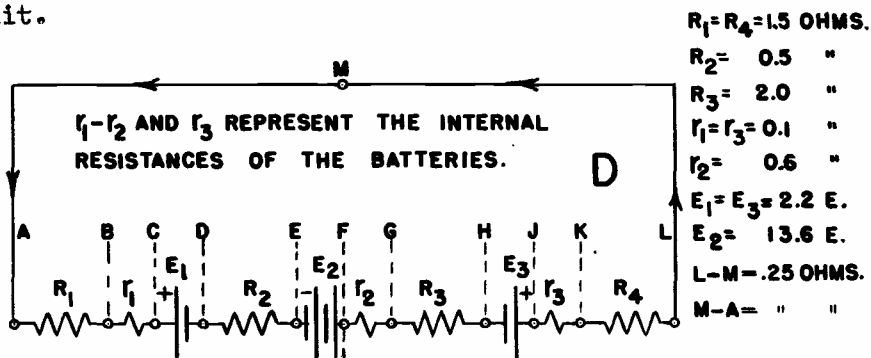 it.
R1=R4=1.5 OHMS.
R2= 0.5 "
R3= 2.0 "
r1=r3=0.1 "
r2= 0.6 "
E1=E3=2.2 E.
E2= 13.6 E.
L-M=.25 OHMS.
M-A= " "
M
r1-r2 AND r3 REPRESENT THE INTERNAL
RESISTANCES OF THE BATTERIES.
D
A B C D E F G H J K L
R1 r1 + E1 R2 - E2 r2 R3 E3 + r3 R4